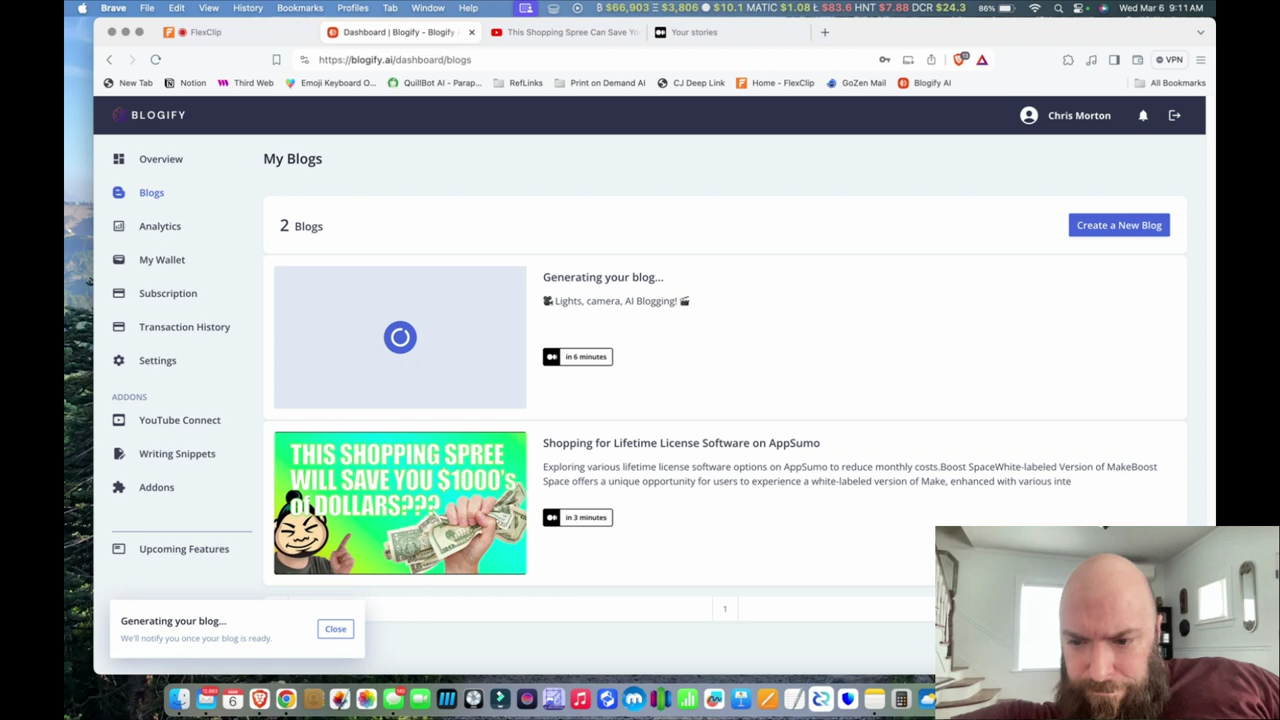 Brave File Edit View History Bookmarks Profiles Tab Window Help
₿ $66,903 Ξ $3,806 $10.1 MATIC $1.08 Ł $83.6 HNT $7.88 DCR $24.3 86% Wed Mar 6 9:11 AM
FlexClip
Dashboard | Blogify - Blogify
This Shopping Spree Can Save Yo
Your stories
https://blogify.ai/dashboard/blogs
VPN
New Tab
Notion
Third Web
Emoji Keyboard O...
QuillBot AI - Parap...
RefLinks
Print on Demand AI
CJ Deep Link
Home - FlexClip
GoZen Mail
Blogify AI
All Bookmarks
BLOGIFY
Chris Morton
Overview
Blogs
Analytics
My Wallet
Subscription
Transaction History
Settings
ADDONS
YouTube Connect
Writing Snippets
Addons
Upcoming Features
My Blogs
2 Blogs
Create a New Blog
Generating your blog...
Lights, camera, AI Blogging!
in 6 minutes
THIS SHOPPING SPREE
WILL SAVE YOU $1000's
of DOLLARS???
Shopping for Lifetime License Software on AppSumo
Exploring various lifetime license software options on AppSumo to reduce monthly costs.Boost SpaceWhite-labeled Version of MakeBoost
Space offers a unique opportunity for users to experience a white-labeled version of Make, enhanced with various inte
in 3 minutes
1
Generating your blog...
We'll notify you once your blog is ready.
Close